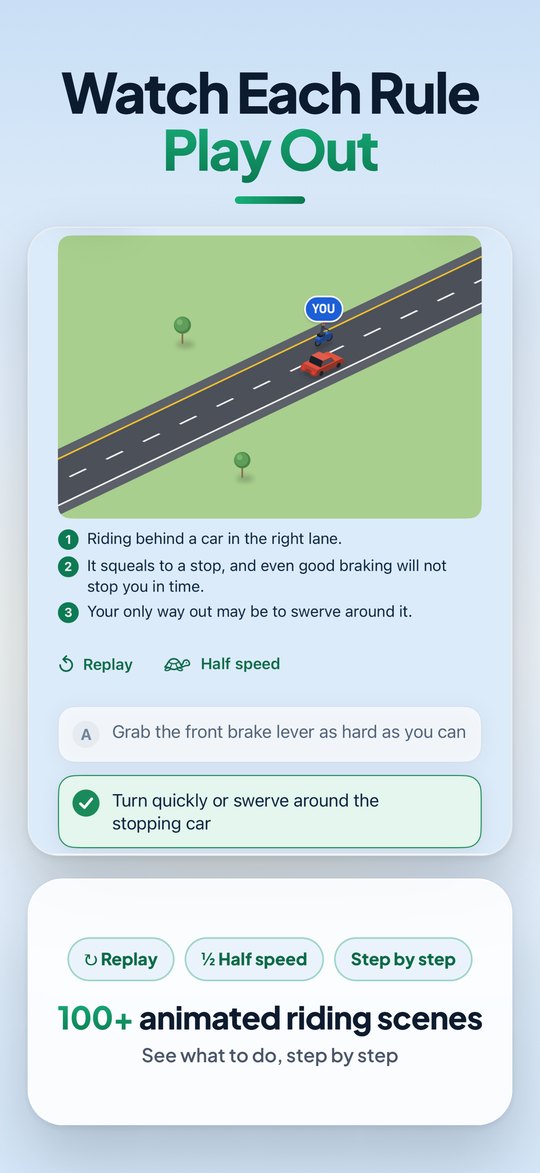 Watch Each Rule
Play Out
YOU
1 Riding behind a car in the right lane.
2 It squeals to a stop, and even good braking will not
stop you in time.
3 Your only way out may be to swerve around it.
Replay Half speed
A Grab the front brake lever as hard as you can
Turn quickly or swerve around the
stopping car
↻ Replay ½ Half speed Step by step
100+ animated riding scenes
See what to do, step by step